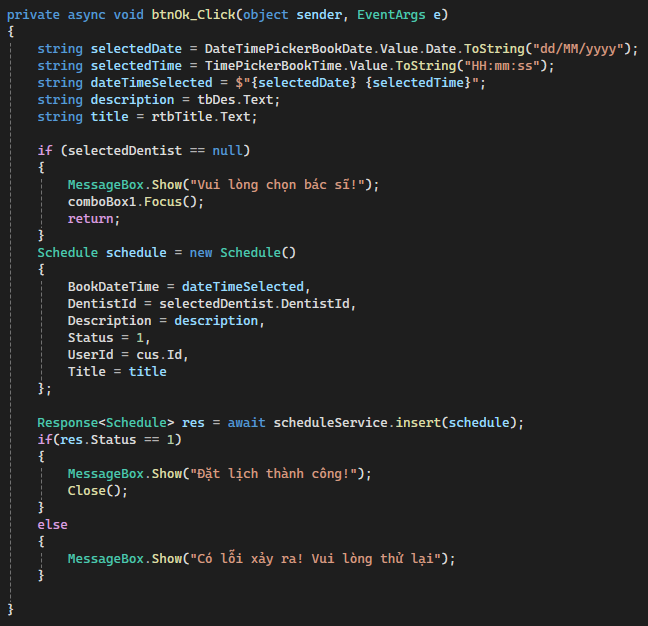 private async void btnOk_Click(object sender, EventArgs e)
{
string selectedDate = DateTimePickerBookDate.Value.Date.ToString("dd/MM/yyyy");
string selectedTime = TimePickerBookTime.Value.ToString("HH:mm:ss");
string dateTimeSelected = $"{selectedDate} {selectedTime}";
string description = tbDes.Text;
string title = rtbTitle.Text;
if (selectedDentist == null)
{
MessageBox.Show("Vui lòng chọn bác sĩ!");
comboBox1.Focus();
return;
}
Schedule schedule = new Schedule()
{
BookDateTime = dateTimeSelected,
DentistId = selectedDentist.DentistId,
Description = description,
Status = 1,
UserId = cus.Id,
Title = title
};
Response<Schedule> res = await scheduleService.insert(schedule);
if(res.Status == 1)
{
MessageBox.Show("Đặt lịch thành công!");
Close();
}
else
{
MessageBox.Show("Có lỗi xảy ra! Vui lòng thử lại");
}
}